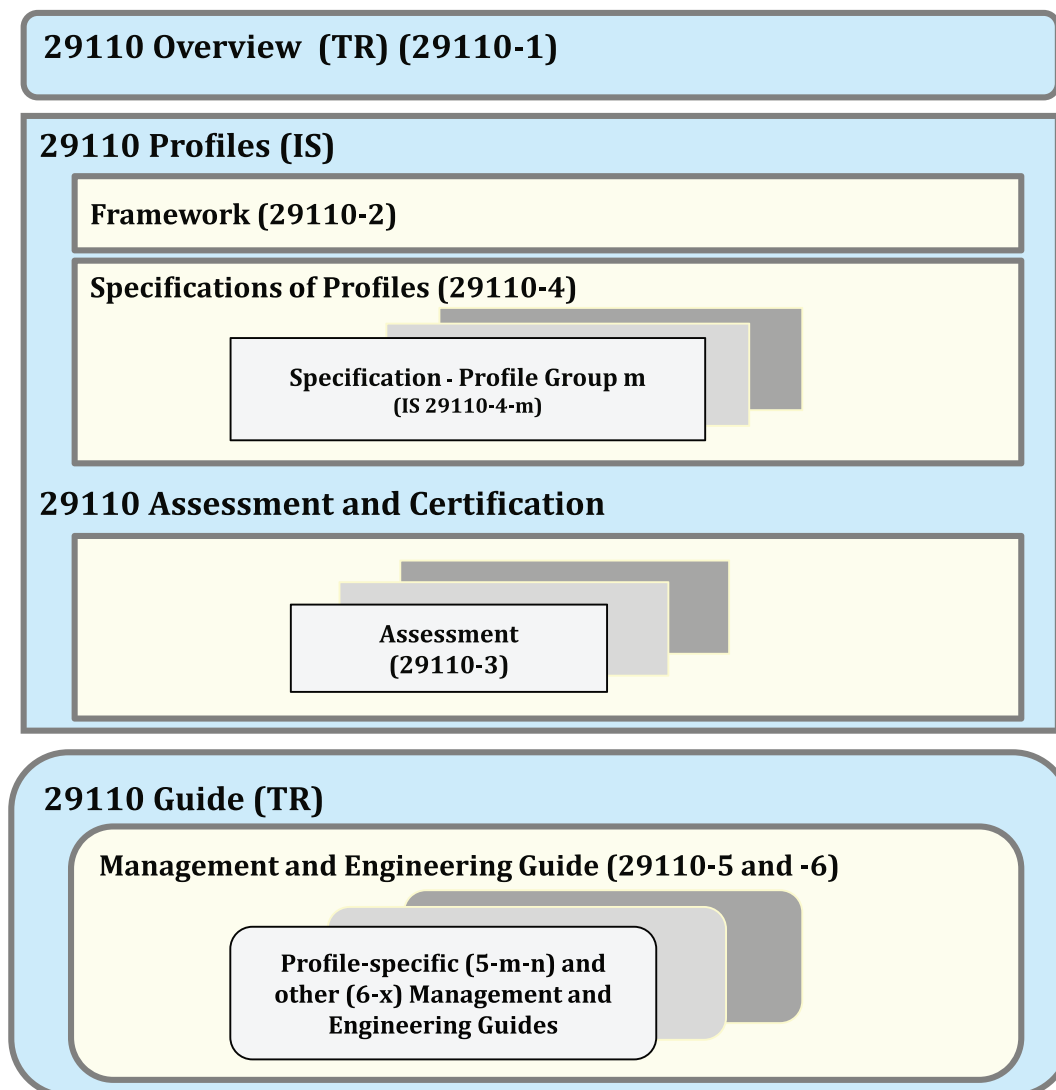 29110 Overview (TR) (29110-1)
29110 Profiles (IS)
Framework (29110-2)
Specifications of Profiles (29110-4)
Specification - Profile Group m
(IS 29110-4-m)
29110 Assessment and Certification
Assessment
(29110-3)
29110 Guide (TR)
Management and Engineering Guide (29110-5 and -6)
Profile-specific (5-m-n) and
other (6-x) Management and
Engineering Guides